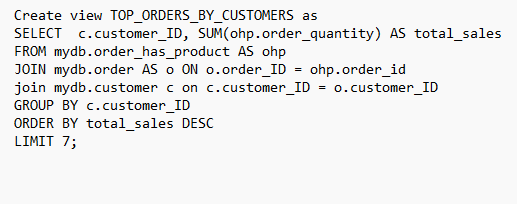 Create view TOP_ORDERS_BY_CUSTOMERS as
SELECT  c.customer_ID, SUM(ohp.order_quantity) AS total_sales
FROM mydb.order_has_product AS ohp
JOIN mydb.order AS o ON o.order_ID = ohp.order_id
join mydb.customer c on c.customer_ID = o.customer_ID
GROUP BY c.customer_ID
ORDER BY total_sales DESC
LIMIT 7;